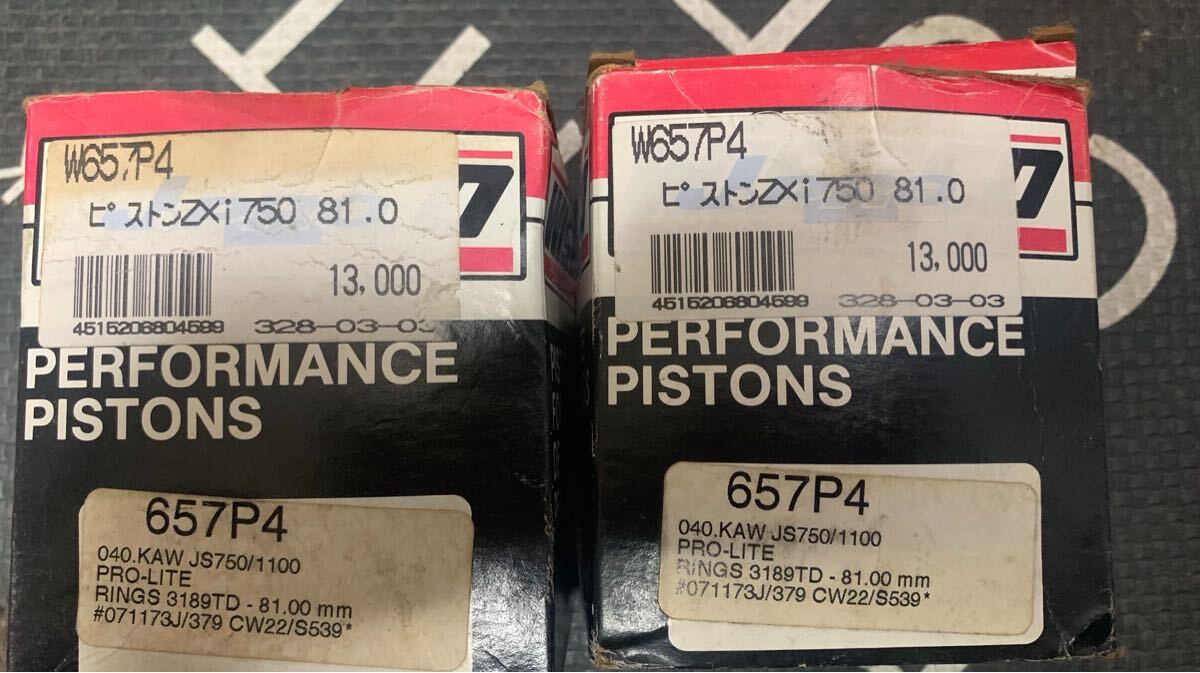 W657P4
ピストンZXi750 81.0
13,000
4515206804599 328-03-03
PERFORMANCE
PISTONS
657P4
040.KAW JS750/1100
PRO-LITE
RINGS 3189TD - 81.00 mm
#071173J/379 CW22/S539*
W657P4
ピストンZXi750 81.0
13,000
4515206804599 328-03-03
PERFORMANCE
PISTONS
657P4
040.KAW JS750/1100
PRO-LITE
RINGS 3189TD - 81.00 mm
#071173J/379 CW22/S539*